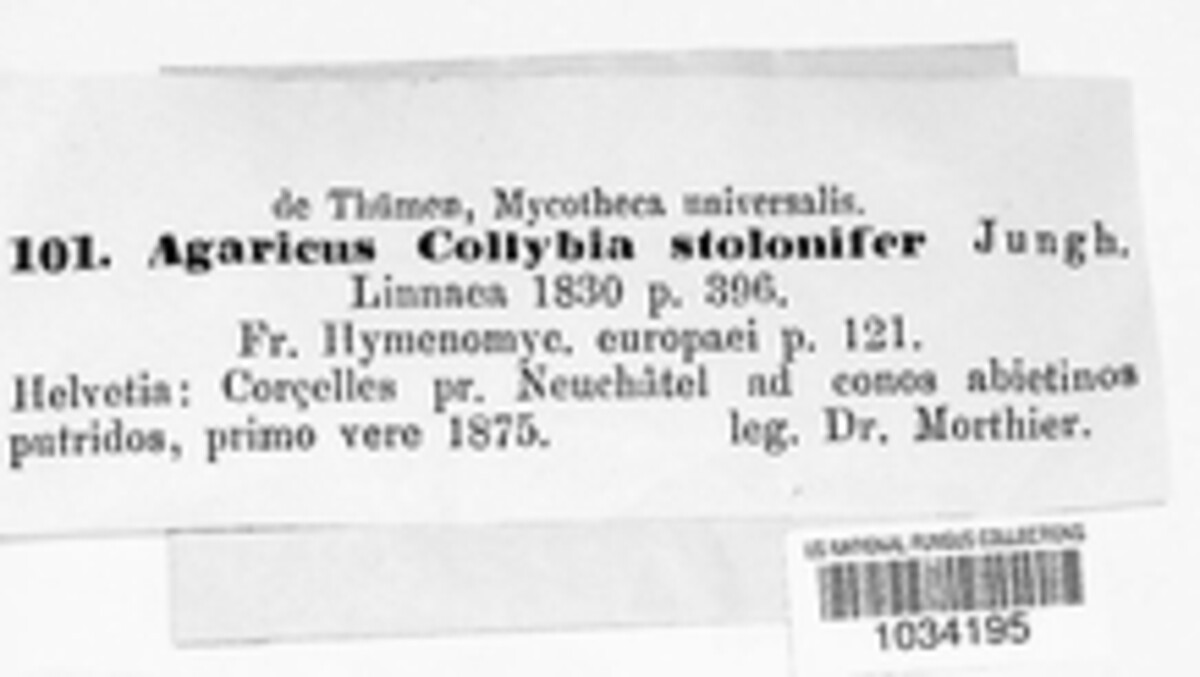 de Thümen, Mycotheca universalis.
101. Agaricus Collybia stolonifer Jungh.
Linnaea 1830 p. 396.
Fr. Hymenomyc. europaei p. 121.
Helvetia: Corçelles pr. Neuchâtel ad conos abietinos
putridos, primo vere 1875. leg. Dr. Morthier.
US NATIONAL FUNGUS COLLECTIONS
1034195